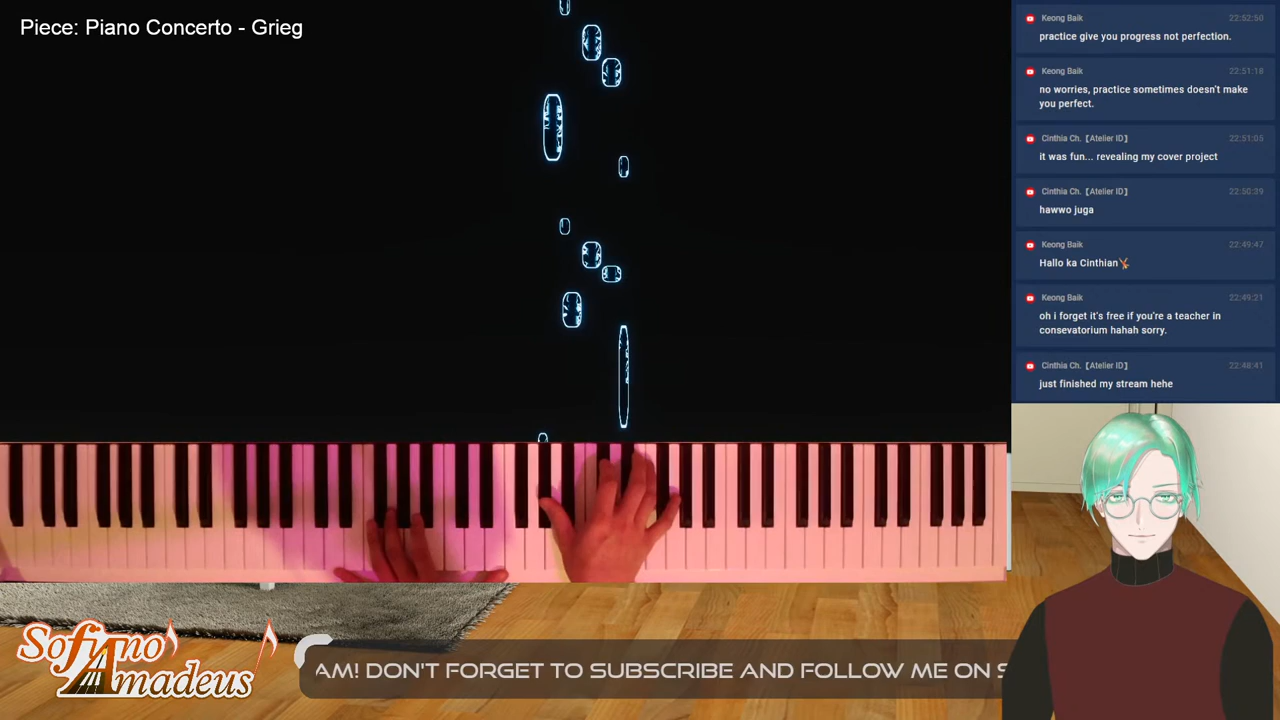 Piece: Piano Concerto - Grieg
Keong Baik 22:52:50
practice give you progress not perfection.
Keong Baik 22:51:18
no worries, practice sometimes doesn't make
you perfect.
Cinthia Ch.【Atelier ID】 22:51:05
it was fun... revealing my cover project
Cinthia Ch.【Atelier ID】 22:50:29
hawwo juga
Keong Baik 22:49:47
Hallo ka Cinthian
Keong Baik 22:49:21
oh i forget it's free if you're a teacher in
consevatorium hahah sorry.
Cinthia Ch.【Atelier ID】 22:48:41
just finished my stream hehe
Sofiano
Amadeus
AM! DON'T FORGET TO SUBSCRIBE AND FOLLOW ME ON S